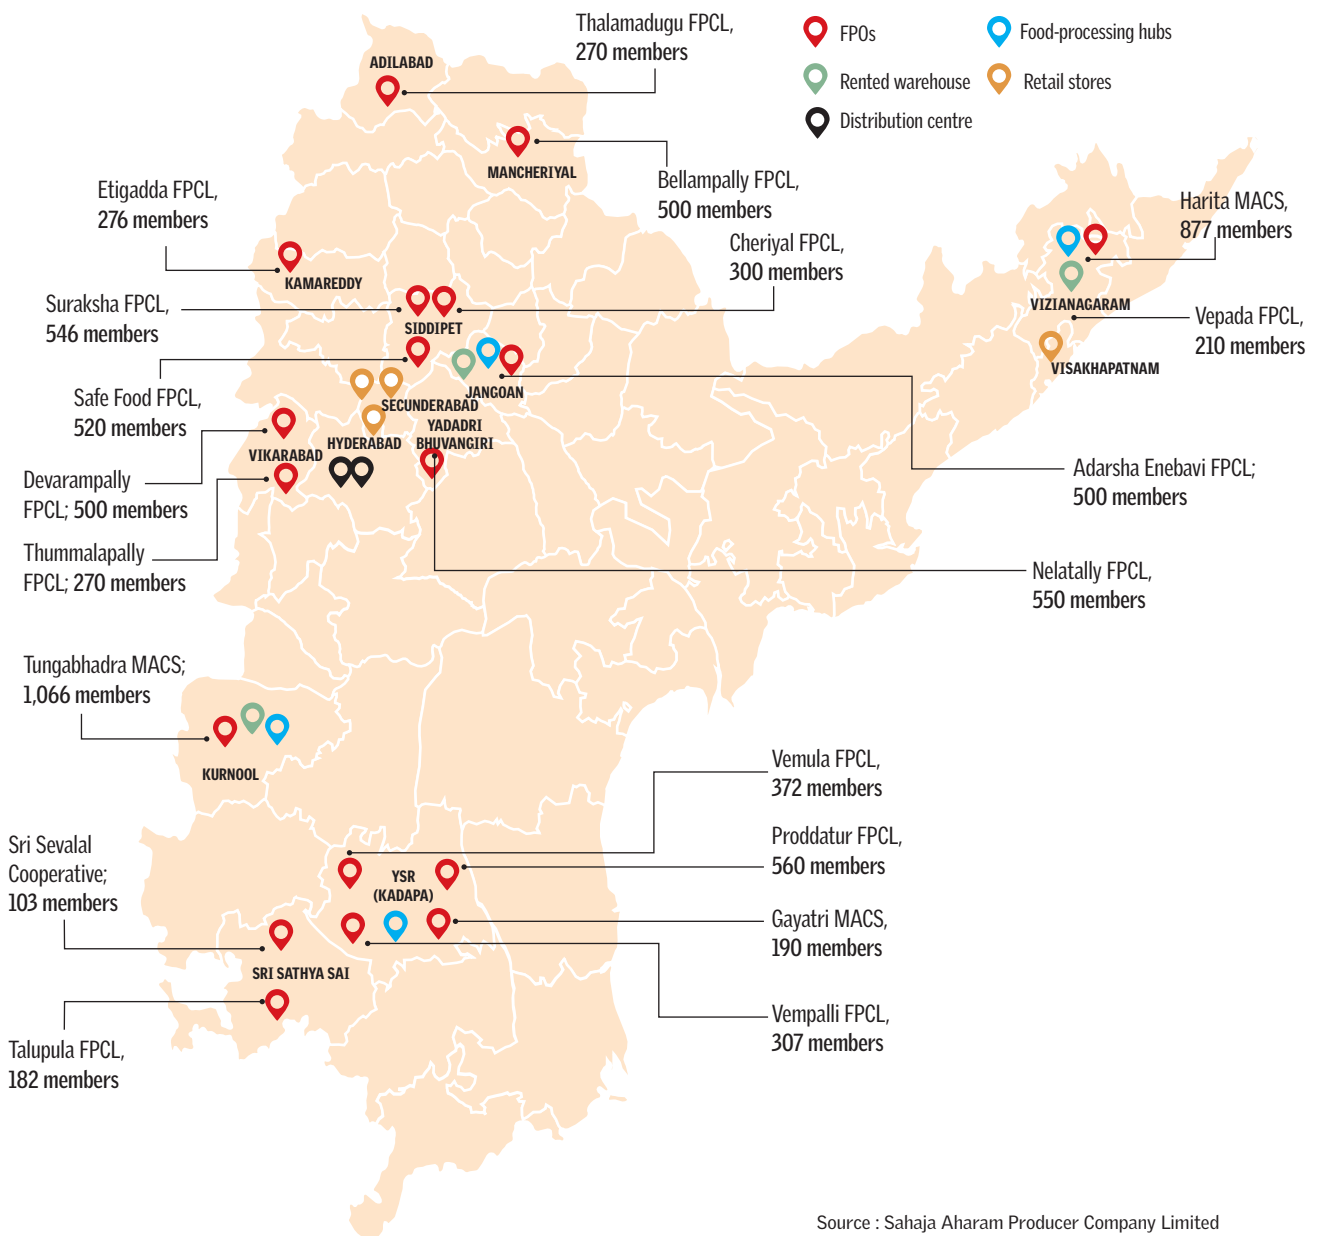 Thalamadugu FPCL,
270 members
FPOs
Food-processing hubs
Rented warehouse
Retail stores
Distribution centre
ADILABAD
MANCHERIYAL
Bellampally FPCL,
500 members
Etigadda FPCL,
276 members
Cheriyal FPCL,
300 members
Harita MACS,
877 members
KAMAREDDY
Suraksha FPCL,
546 members
SIDDIPET
VIZIANAGARAM
Vepada FPCL,
210 members
VISAKHAPATNAM
Safe Food FPCL,
520 members
JANGOAN
SECUNDERABAD
YADADRI
BHUVANGIRI
HYDERABAD
VIKARABAD
Devarampally
FPCL; 500 members
Adarsha Enebavi FPCL;
500 members
Thummalapally
FPCL; 270 members
Nelatally FPCL,
550 members
Tungabhadra MACS;
1,066 members
KURNOOL
Vemula FPCL,
372 members
Proddatur FPCL,
560 members
Sri Sevalal
Cooperative;
103 members
YSR
(KADAPA)
Gayatri MACS,
190 members
SRI SATHYA SAI
Vempalli FPCL,
307 members
Talupula FPCL,
182 members
Source : Sahaja Aharam Producer Company Limited